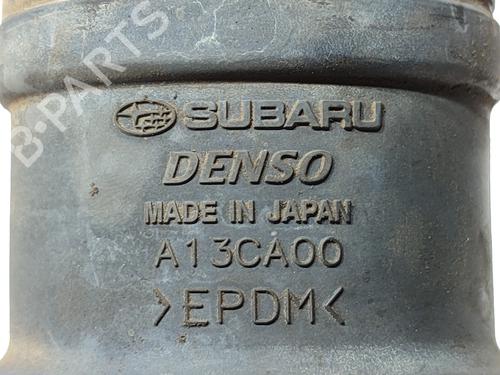 B-PARTS
SUBARU
DENSO
MADE IN JAPAN
A13CA00
>EPDM<